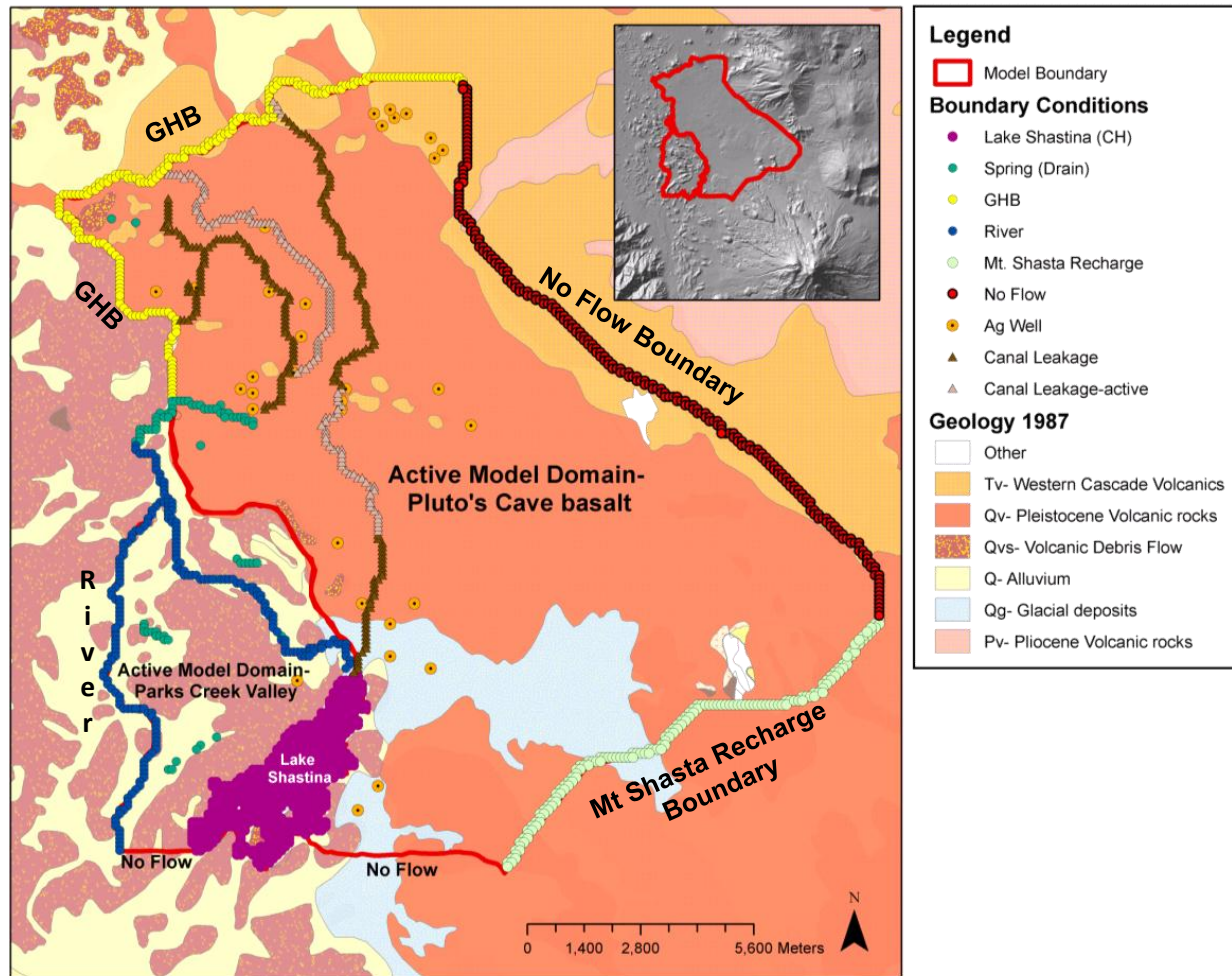 GHB
GHB
No Flow Boundary
Active Model Domain-
Pluto's Cave basalt
River
Active Model Domain-
Parks Creek Valley
Lake
Shastina
Mt Shasta Recharge
Boundary
No Flow
No Flow
N
0 1,400 2,800 5,600 Meters
Legend
Model Boundary
Boundary Conditions
Lake Shastina (CH)
Spring (Drain)
GHB
River
Mt. Shasta Recharge
No Flow
Ag Well
Canal Leakage
Canal Leakage-active
Geology 1987
Other
Tv- Western Cascade Volcanics
Qv- Pleistocene Volcanic rocks
Qvs- Volcanic Debris Flow
Q- Alluvium
Qg- Glacial deposits
Pv- Pliocene Volcanic rocks